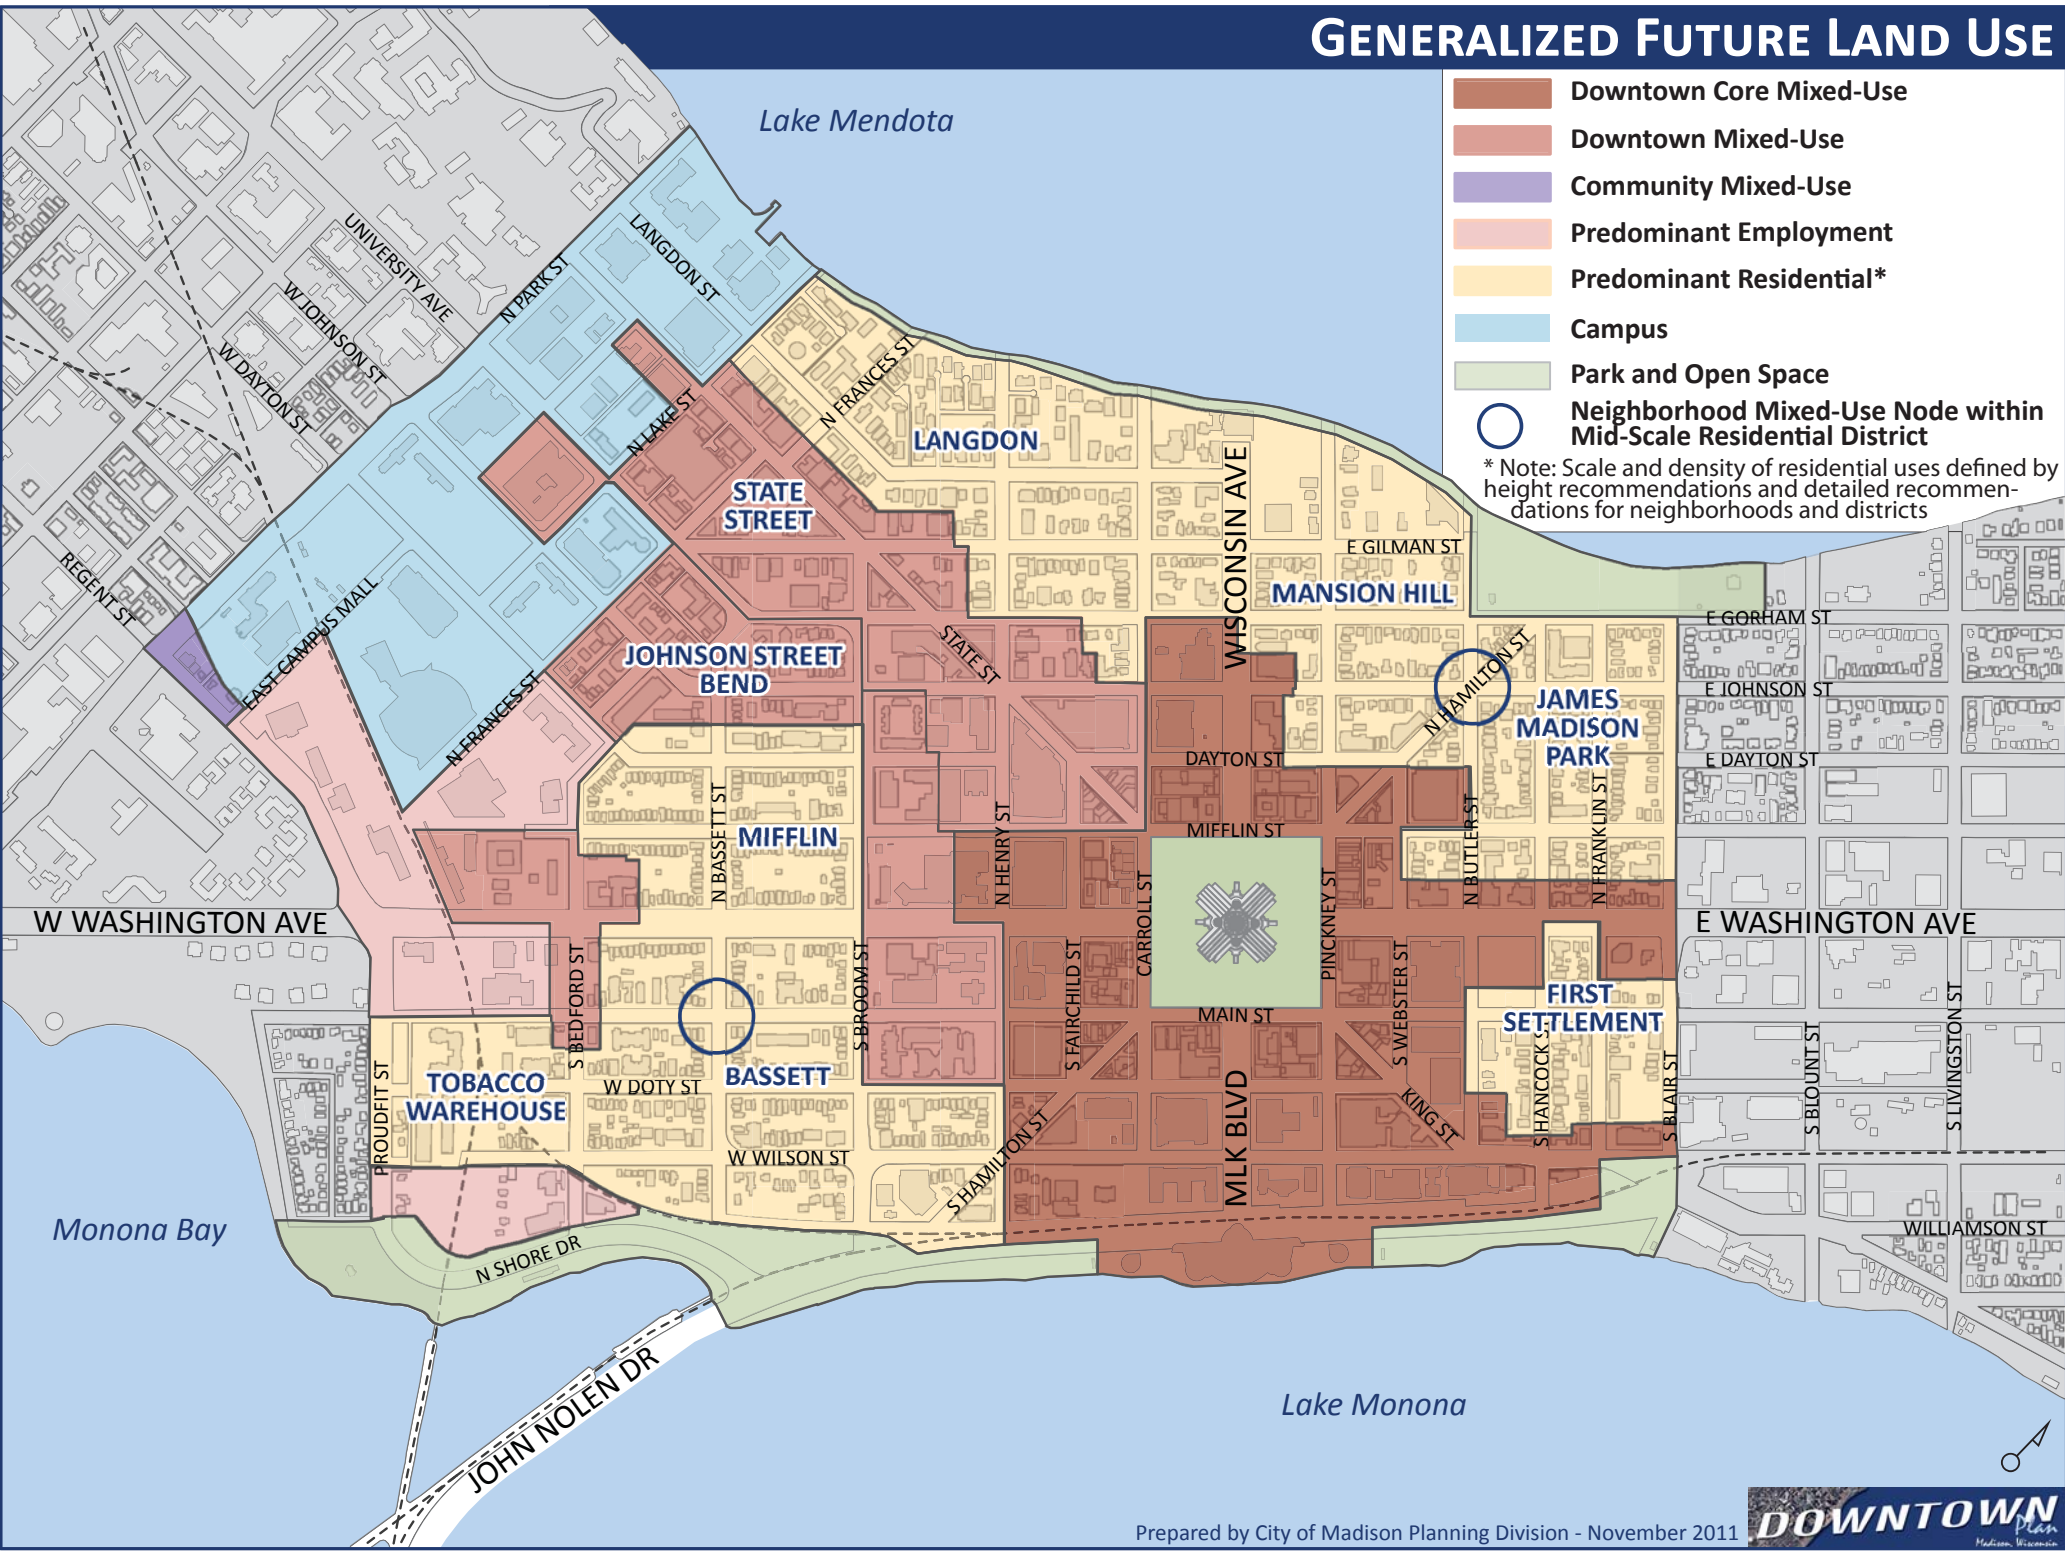 GENERALIZED FUTURE LAND USE
Downtown Core Mixed-Use
Downtown Mixed-Use
Community Mixed-Use
Predominant Employment
Predominant Residential*
Campus
Park and Open Space
Neighborhood Mixed-Use Node within
Mid-Scale Residential District
* Note: Scale and density of residential uses defined by
height recommendations and detailed recommen-
dations for neighborhoods and districts
Lake Mendota
UNIVERSITY AVE
W JOHNSON ST
W DAYTON ST
N PARK ST
LANGDON ST
N FRANCES ST
N LAKE ST
LANGDON
STATE
STREET
WISCONSIN AVE
E GILMAN ST
MANSION HILL
REGENT ST
EAST CAMPUS MALL
N FRANCES ST
JOHNSON STREET
BEND
STATE ST
N HAMILTON ST
JAMES
MADISON
PARK
E GORHAM ST
E JOHNSON ST
E DAYTON ST
DAYTON ST
MIFFLIN
N BASSETT ST
N HENRY ST
MIFFLIN ST
N BUTLER ST
N FRANKLIN ST
W WASHINGTON AVE
E WASHINGTON AVE
CARROLL ST
PINCKNEY ST
S BEDFORD ST
S BROOM ST
S FAIRCHILD ST
MAIN ST
S WEBSTER ST
FIRST
SETTLEMENT
S HANCOCK ST
S BLAIR ST
S BLOUNT ST
S LIVINGSTON ST
PROUDFIT ST
TOBACCO
WAREHOUSE
W DOTY ST
BASSETT
W WILSON ST
S HAMILTON ST
MLK BLVD
KING ST
WILLIAMSON ST
Monona Bay
N SHORE DR
JOHN NOLEN DR
Lake Monona
Prepared by City of Madison Planning Division - November 2011
DOWNTOWN
Plan
Madison, Wisconsin